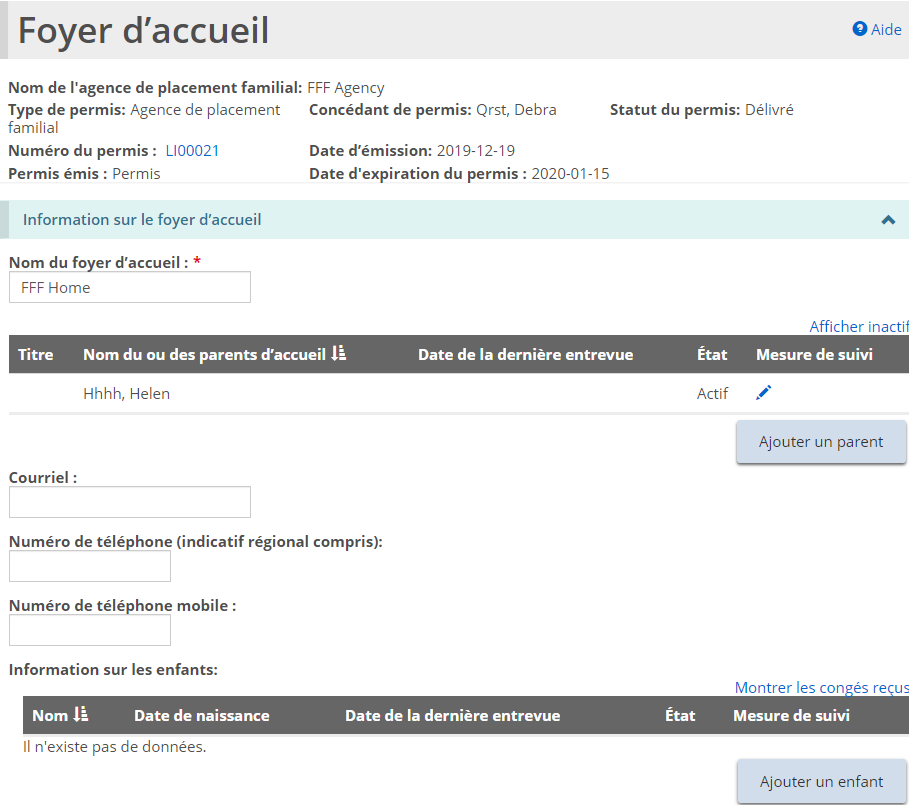 Foyer d’accueil
Aide
Nom de l'agence de placement familial: FFF Agency
Type de permis: Agence de placement familial
Concédant de permis: Qrst, Debra
Statut du permis: Délivré
Numéro du permis : LI00021
Date d’émission: 2019-12-19
Permis émis : Permis
Date d'expiration du permis : 2020-01-15
Information sur le foyer d’accueil
Nom du foyer d’accueil : *
FFF Home
Afficher inactif
Titre Nom du ou des parents d’accueil Date de la dernière entrevue État Mesure de suivi
Hhhh, Helen Actif
Ajouter un parent
Courriel :
Numéro de téléphone (indicatif régional compris):
Numéro de téléphone mobile :
Information sur les enfants:
Montrer les congés reçus
Nom Date de naissance Date de la dernière entrevue État Mesure de suivi
Il n'existe pas de données.
Ajouter un enfant